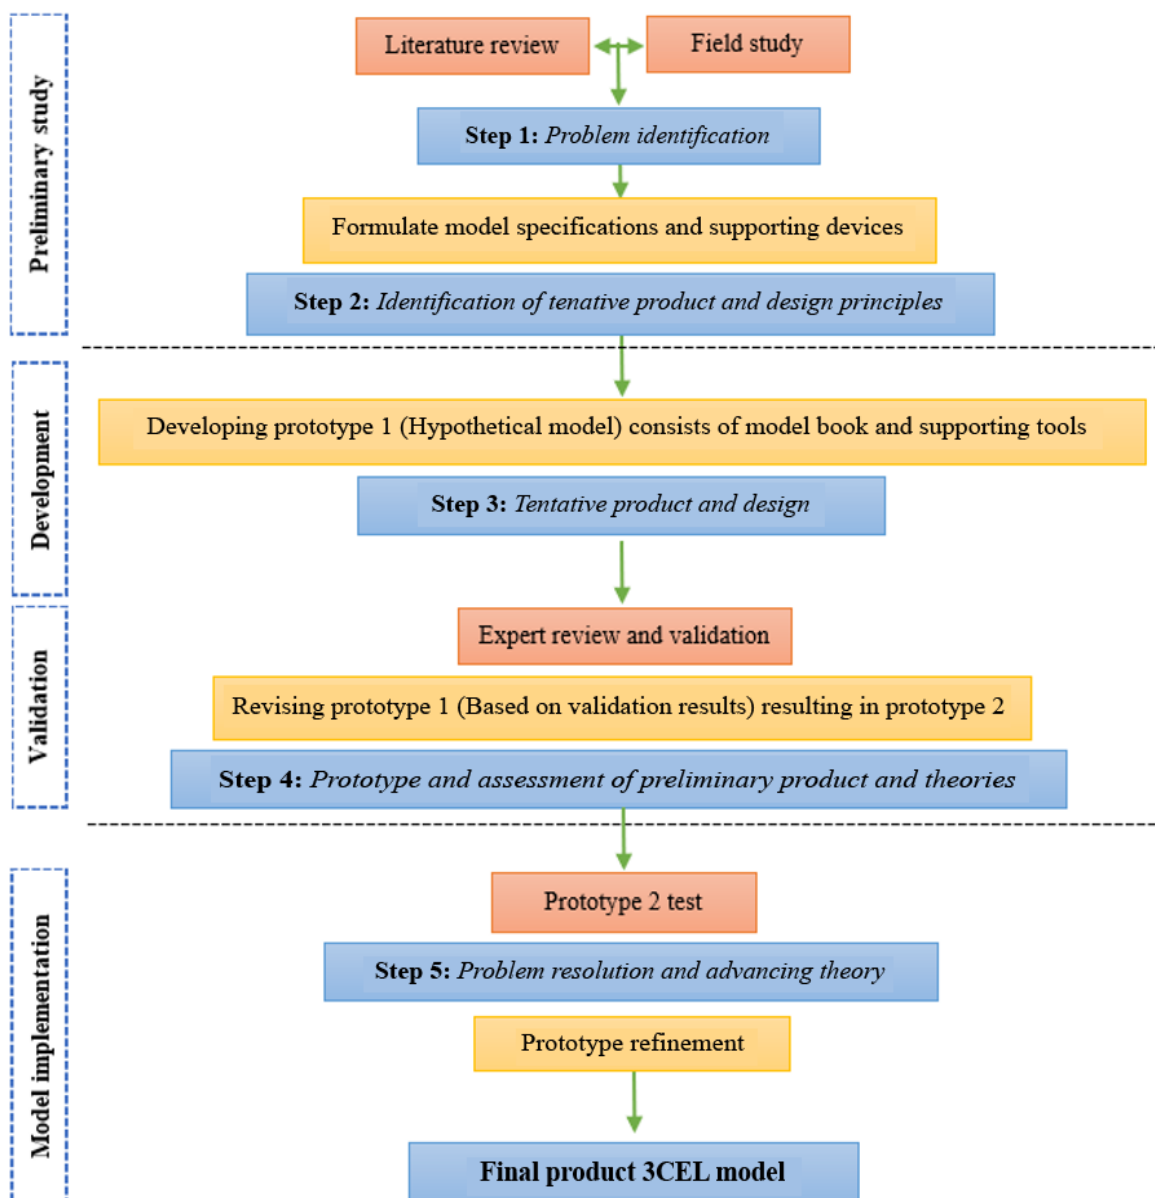 Preliminary study
Literature review
Field study
Step 1: Problem identification
Formulate model specifications and supporting devices
Step 2: Identification of tenative product and design principles
Development
Developing prototype 1 (Hypothetical model) consists of model book and supporting tools
Step 3: Tentative product and design
Validation
Expert review and validation
Revising prototype 1 (Based on validation results) resulting in prototype 2
Step 4: Prototype and assessment of preliminary product and theories
Model implementation
Prototype 2 test
Step 5: Problem resolution and advancing theory
Prototype refinement
Final product 3CEL model